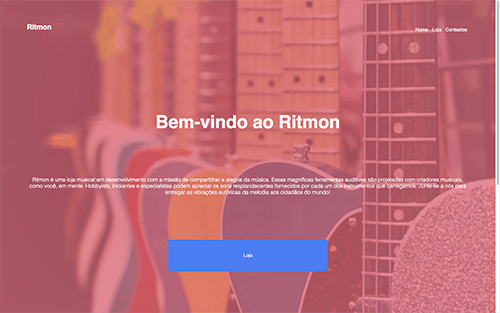 Ritmon
Home Loja Contactos
Bem-vindo ao Ritmon
Ritmon é uma loja musical em desenvolvimento com a missão de compartilhar a alegria da música. Essas magníficas ferramentas auditivas são projetadas com criadores musicais,
como você, em mente. Hobbyists, iniciantes e especialistas podem apreciar os sons resplandecentes fornecidos por cada um dos instrumentos que carregamos. Junte-se a nós para
entregar as vibrações eufóricas da melodia aos cidadãos do mundo!
Loja